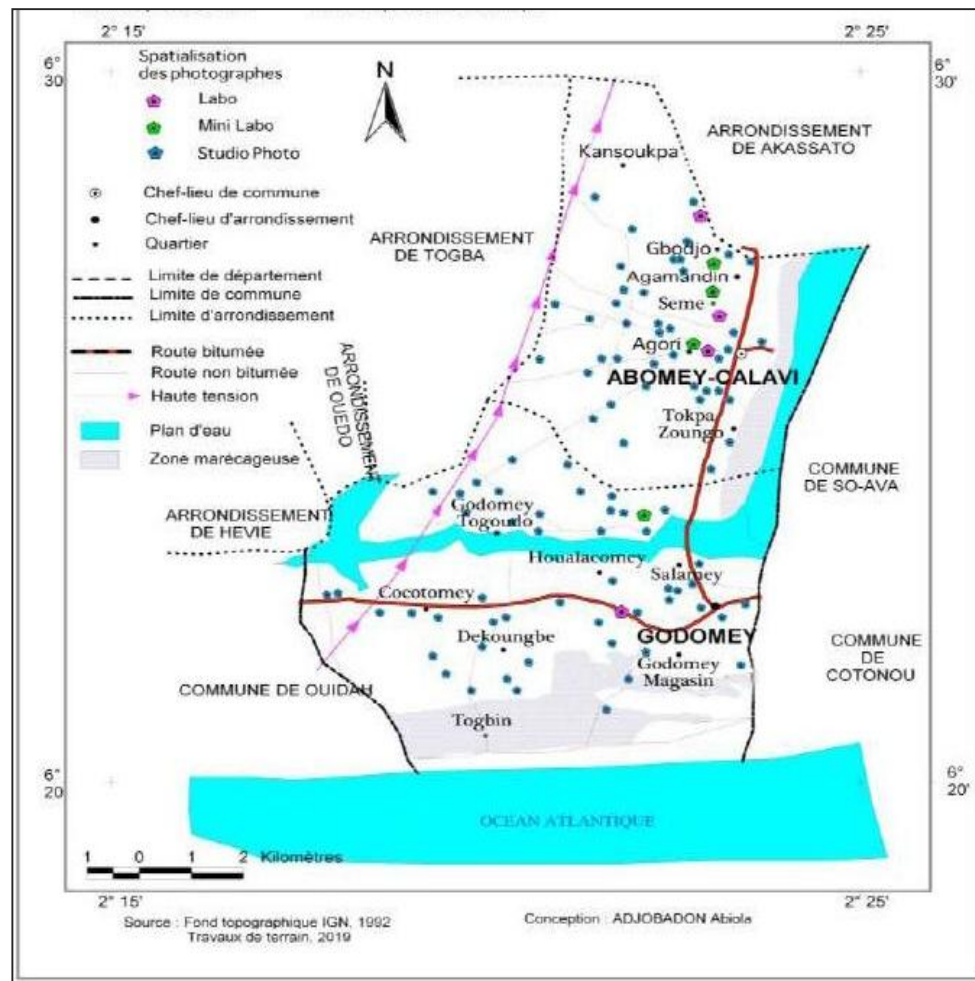 2° 15'
2° 25'
6°
30
6°
30'
Spatialisation
des photographes
Labo
Mini Labo
Studio Photo
Chef-lieu de commune
Chef-lieu d'arrondissement
Quartier
Limite de département
Limite de commune
Limite d'arrondissement
Route bitumée
Route non bitumée
Haute tension
Plan d'eau
Zone marécageuse
N
ARRONDISSEMENT
DE AKASSATO
Kansoukpa
ARRONDISSEMENT
DE TOGBA
Gbodjo
Agamandin
Seme
Agori
ABOMEY-CALAVI
ARRONDISSEMENT
DE OUEDO
Tokpa
Zoungo
COMMUNE
DE SO-AVA
ARRONDISSEMENT
DE HEVIE
Godomey
Togoudo
Houalacomey
Salamey
Cocotomey
GODOMEY
Dekoungbe
Godomey
Magasin
COMMUNE
DE
COTONOU
COMMUNE DE OUIDAH
Togbin
6°
20
6°
20'
OCEAN ATLANTIQUE
1 0 1 2 Kilomètres
2° 15'
2° 25'
Source : Fond topographique IGN, 1992
Travaux de terrain, 2019
Conception : ADJOBADON Abiola